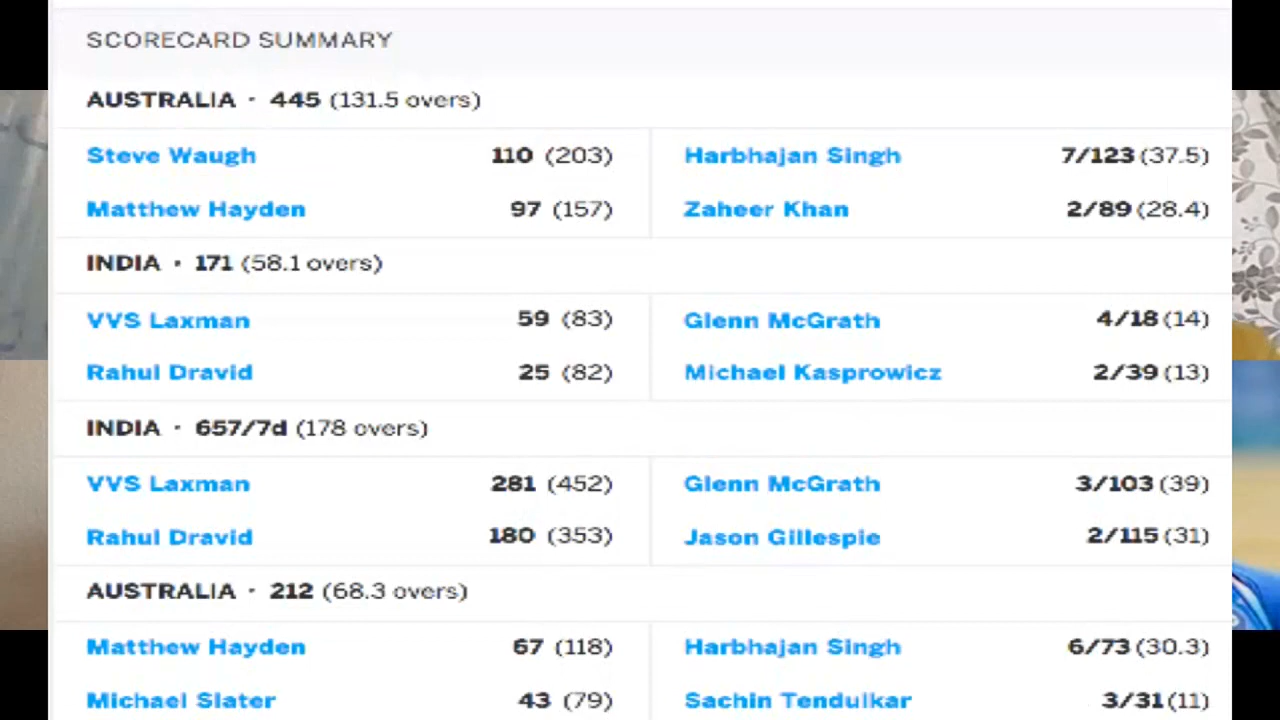 SCORECARD SUMMARY
AUSTRALIA · 445 (131.5 overs)
Steve Waugh 110 (203) Harbhajan Singh 7/123 (37.5)
Matthew Hayden 97 (157) Zaheer Khan 2/89 (28.4)
INDIA · 171 (58.1 overs)
VVS Laxman 59 (83) Glenn McGrath 4/18 (14)
Rahul Dravid 25 (82) Michael Kasprowicz 2/39 (13)
INDIA · 657/7d (178 overs)
VVS Laxman 281 (452) Glenn McGrath 3/103 (39)
Rahul Dravid 180 (353) Jason Gillespie 2/115 (31)
AUSTRALIA · 212 (68.3 overs)
Matthew Hayden 67 (118) Harbhajan Singh 6/73 (30.3)
Michael Slater 43 (79) Sachin Tendulkar 3/31 (11)